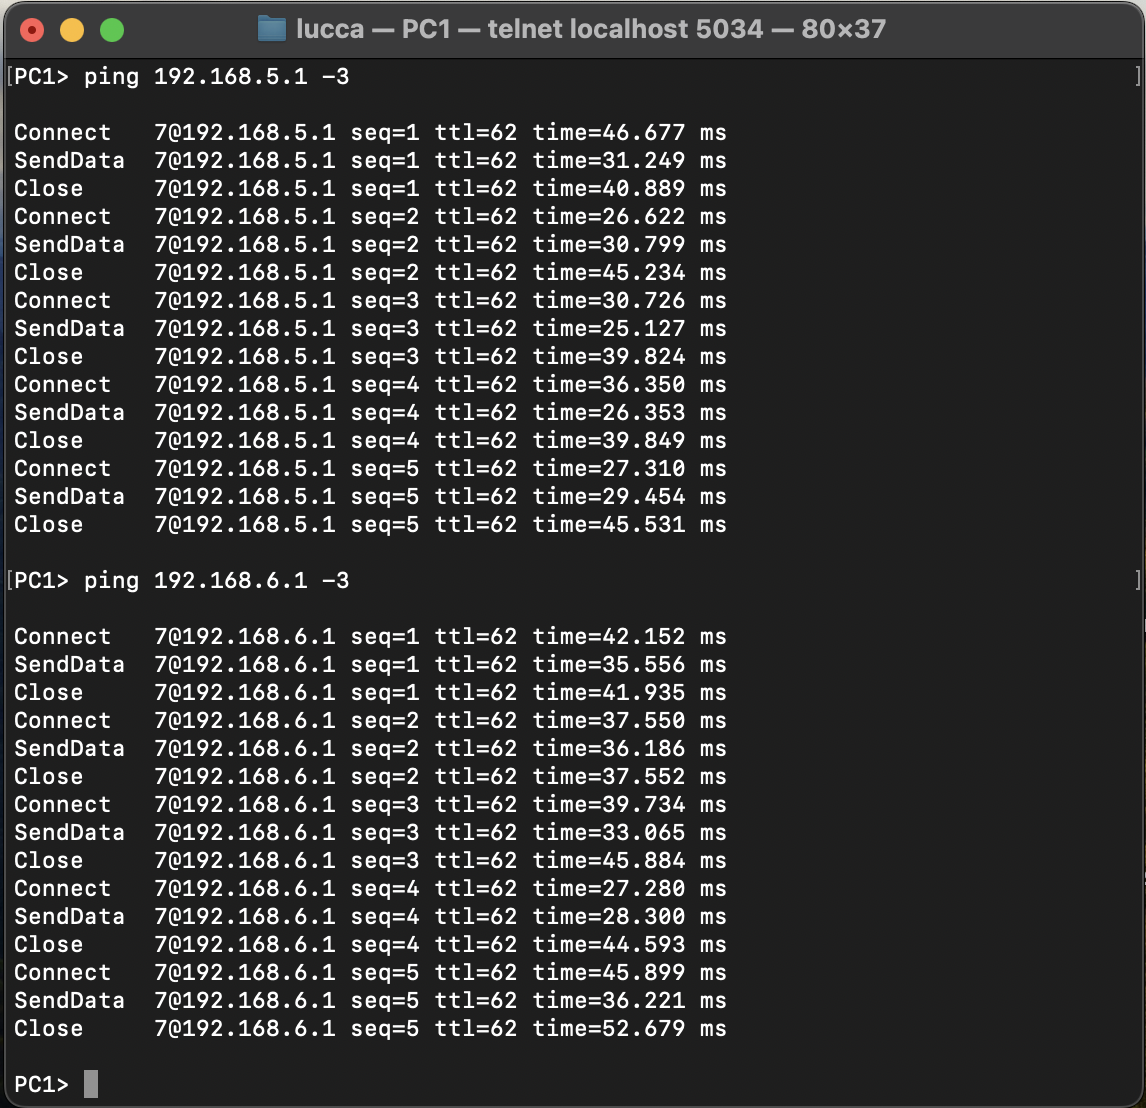 lucca — PC1 — telnet localhost 5034 — 80×37
[PC1> ping 192.168.5.1 -3 ]
Connect 7@192.168.5.1 seq=1 ttl=62 time=46.677 ms
SendData 7@192.168.5.1 seq=1 ttl=62 time=31.249 ms
Close 7@192.168.5.1 seq=1 ttl=62 time=40.889 ms
Connect 7@192.168.5.1 seq=2 ttl=62 time=26.622 ms
SendData 7@192.168.5.1 seq=2 ttl=62 time=30.799 ms
Close 7@192.168.5.1 seq=2 ttl=62 time=45.234 ms
Connect 7@192.168.5.1 seq=3 ttl=62 time=30.726 ms
SendData 7@192.168.5.1 seq=3 ttl=62 time=25.127 ms
Close 7@192.168.5.1 seq=3 ttl=62 time=39.824 ms
Connect 7@192.168.5.1 seq=4 ttl=62 time=36.350 ms
SendData 7@192.168.5.1 seq=4 ttl=62 time=26.353 ms
Close 7@192.168.5.1 seq=4 ttl=62 time=39.849 ms
Connect 7@192.168.5.1 seq=5 ttl=62 time=27.310 ms
SendData 7@192.168.5.1 seq=5 ttl=62 time=29.454 ms
Close 7@192.168.5.1 seq=5 ttl=62 time=45.531 ms
[PC1> ping 192.168.6.1 -3 ]
Connect 7@192.168.6.1 seq=1 ttl=62 time=42.152 ms
SendData 7@192.168.6.1 seq=1 ttl=62 time=35.556 ms
Close 7@192.168.6.1 seq=1 ttl=62 time=41.935 ms
Connect 7@192.168.6.1 seq=2 ttl=62 time=37.550 ms
SendData 7@192.168.6.1 seq=2 ttl=62 time=36.186 ms
Close 7@192.168.6.1 seq=2 ttl=62 time=37.552 ms
Connect 7@192.168.6.1 seq=3 ttl=62 time=39.734 ms
SendData 7@192.168.6.1 seq=3 ttl=62 time=33.065 ms
Close 7@192.168.6.1 seq=3 ttl=62 time=45.884 ms
Connect 7@192.168.6.1 seq=4 ttl=62 time=27.280 ms
SendData 7@192.168.6.1 seq=4 ttl=62 time=28.300 ms
Close 7@192.168.6.1 seq=4 ttl=62 time=44.593 ms
Connect 7@192.168.6.1 seq=5 ttl=62 time=45.899 ms
SendData 7@192.168.6.1 seq=5 ttl=62 time=36.221 ms
Close 7@192.168.6.1 seq=5 ttl=62 time=52.679 ms
PC1>